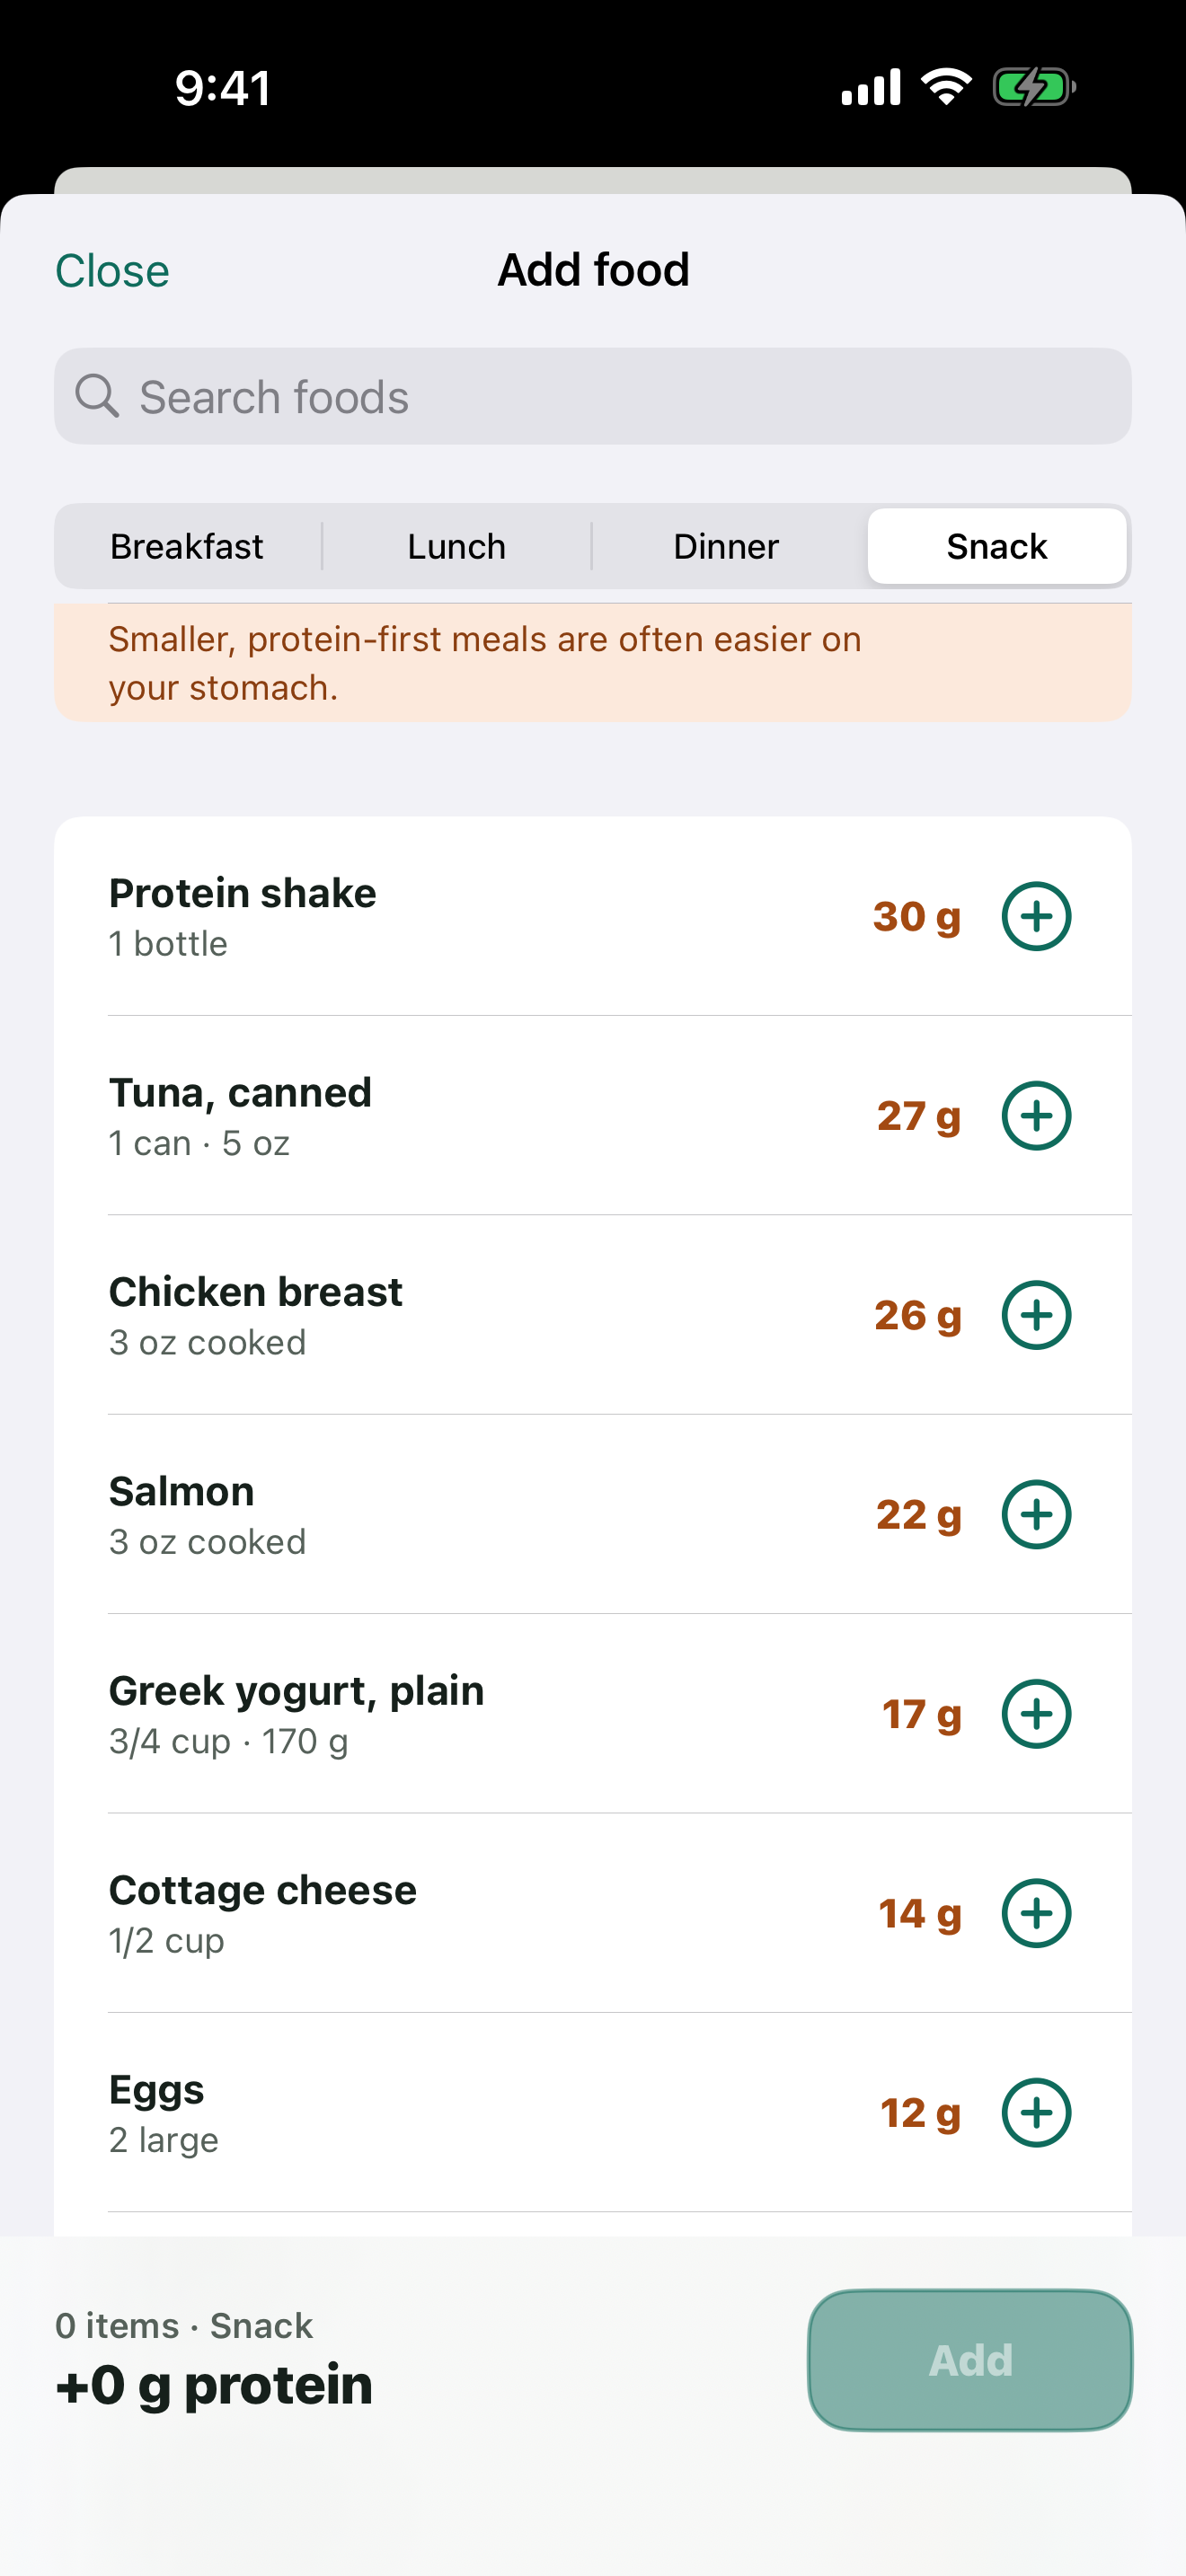 9:41
Close
Add food
Search foods
Breakfast
Lunch
Dinner
Snack
Smaller, protein-first meals are often easier on
your stomach.
Protein shake
1 bottle
30 g
Tuna, canned
1 can · 5 oz
27 g
Chicken breast
3 oz cooked
26 g
Salmon
3 oz cooked
22 g
Greek yogurt, plain
3/4 cup · 170 g
17 g
Cottage cheese
1/2 cup
14 g
Eggs
2 large
12 g
0 items · Snack
+0 g protein
Add